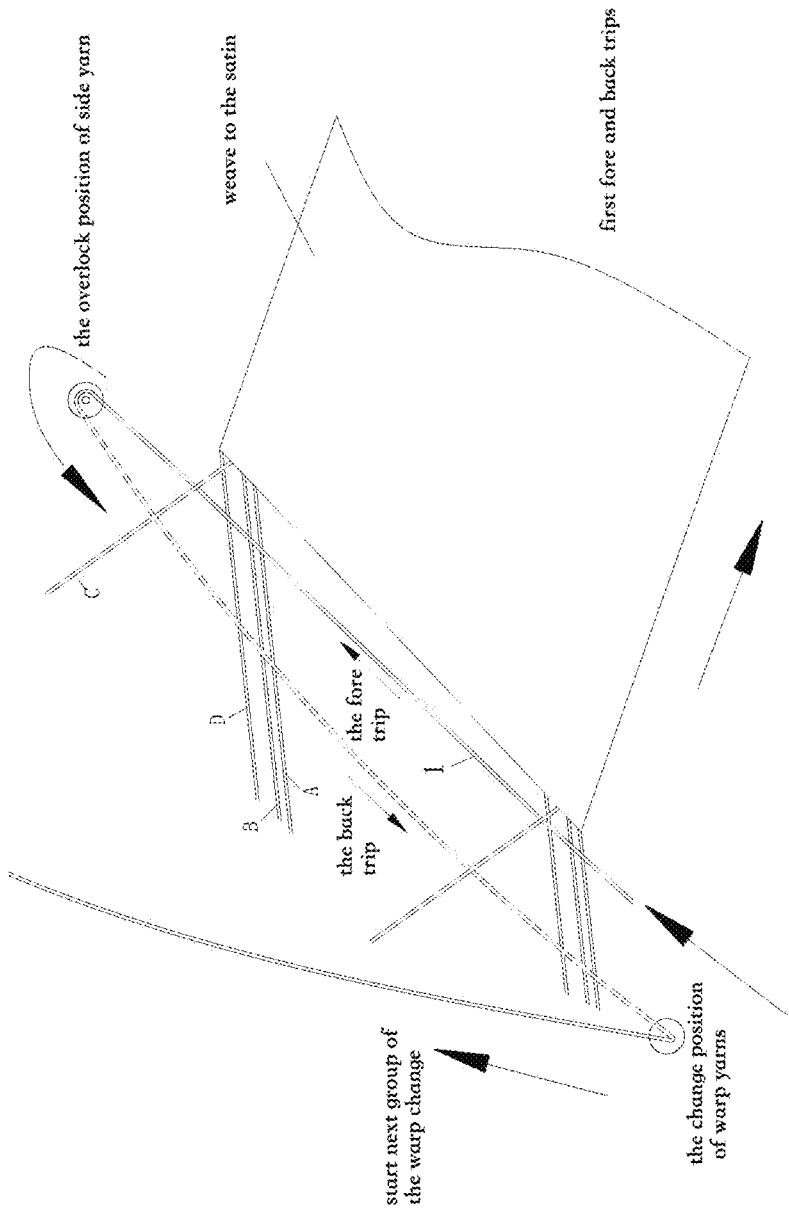 the overlock position of side yarn
weave to the satin
first fore and back trips
C
D
B
A
the fore
trip
1
the back
trip
start next group of
the warp change
the change position
of warp yarns